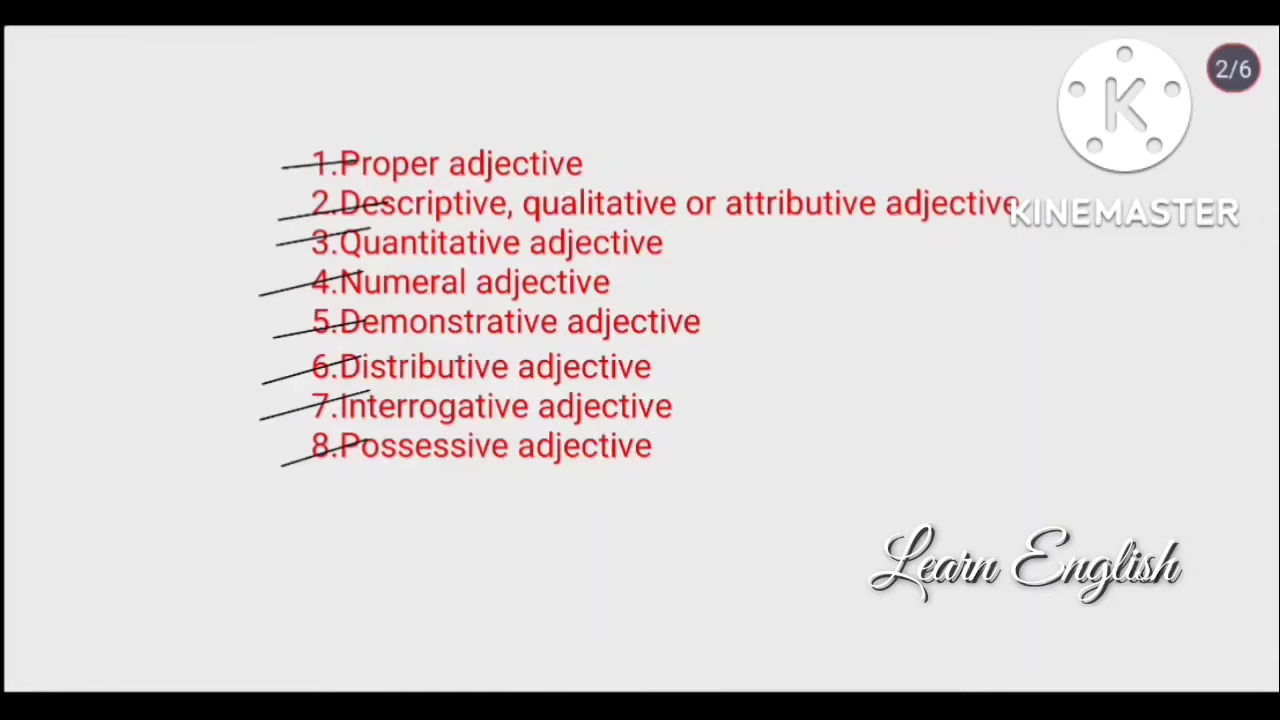 2/6
K
KINEMASTER
1.Proper adjective
2.Descriptive, qualitative or attributive adjective
3.Quantitative adjective
4.Numeral adjective
5.Demonstrative adjective
6.Distributive adjective
7.Interrogative adjective
8.Possessive adjective
Learn English